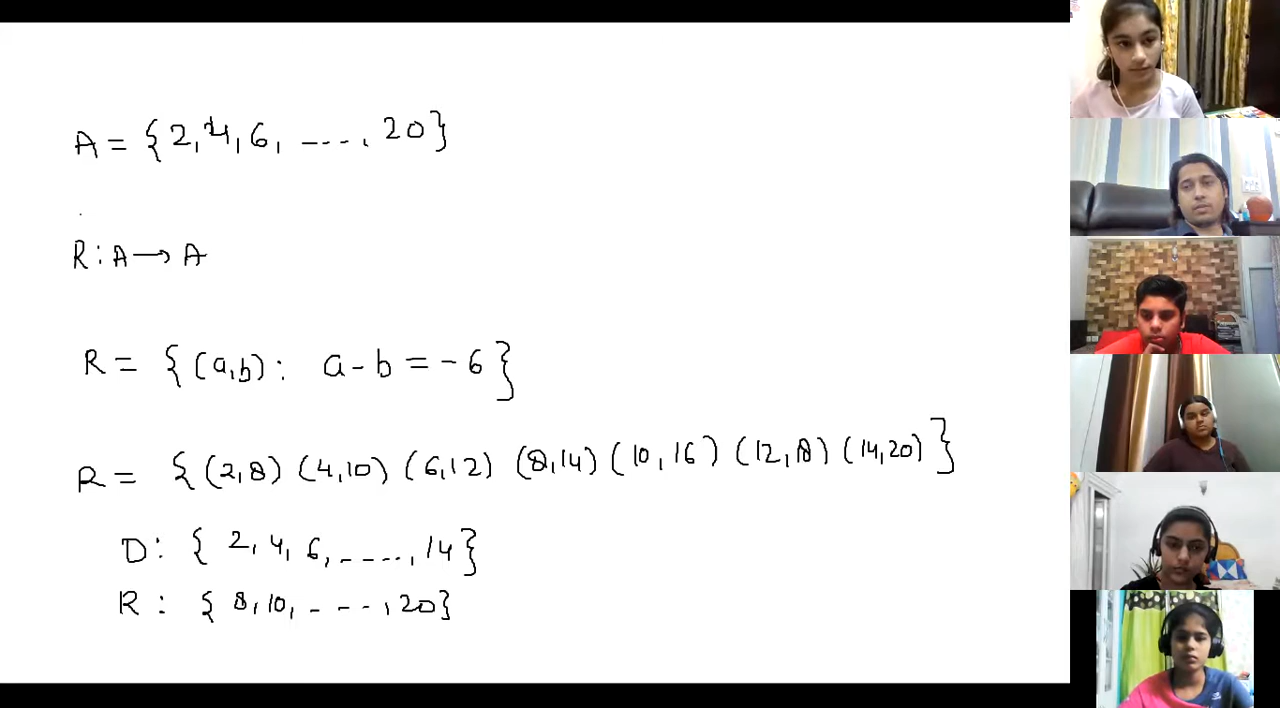 A = {2, 4, 6, ...., 20}
R : A → A
R = { (a,b) : a - b = - 6 }
R = { (2,8) (4,10) (6,12) (8,14) (10,16) (12,8) (14,20) }
D : { 2, 4, 6, ....., 14 }
R : { 8, 10, ...., 20}